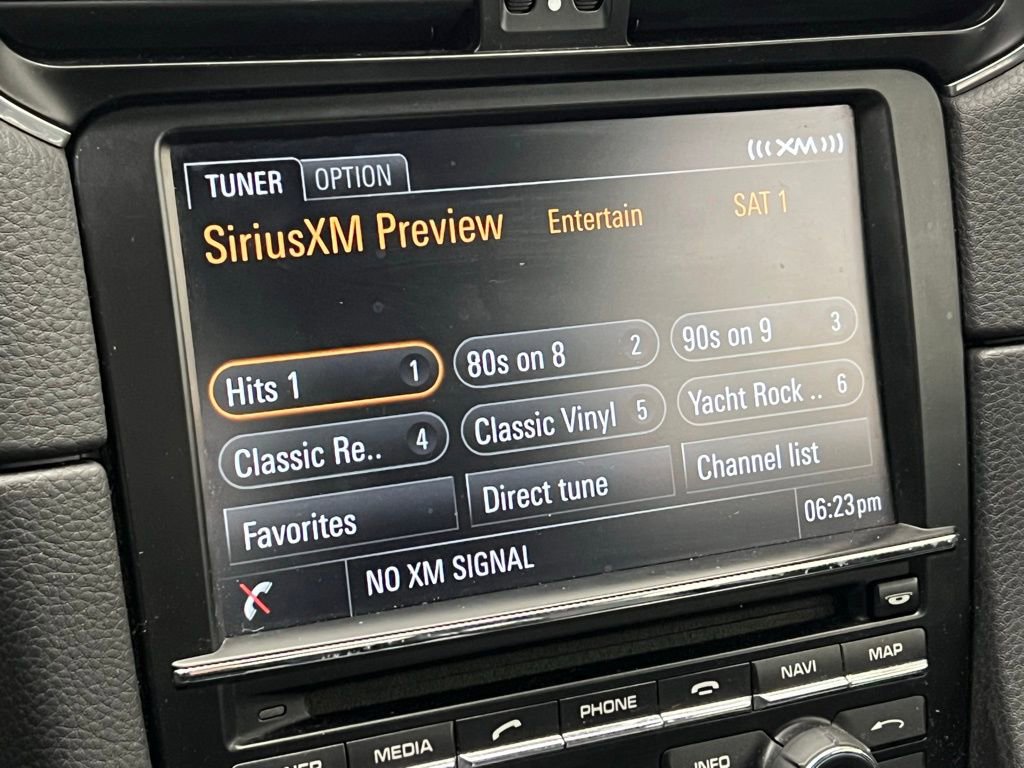 (((XM)))
TUNER OPTION
SiriusXM Preview Entertain SAT 1
Hits 1 1 80s on 8 2 90s on 9 3
Classic Re.. 4 Classic Vinyl 5 Yacht Rock .. 6
Favorites Direct tune Channel list
NO XM SIGNAL 06:23pm
MEDIA PHONE NAVI MAP
INFO